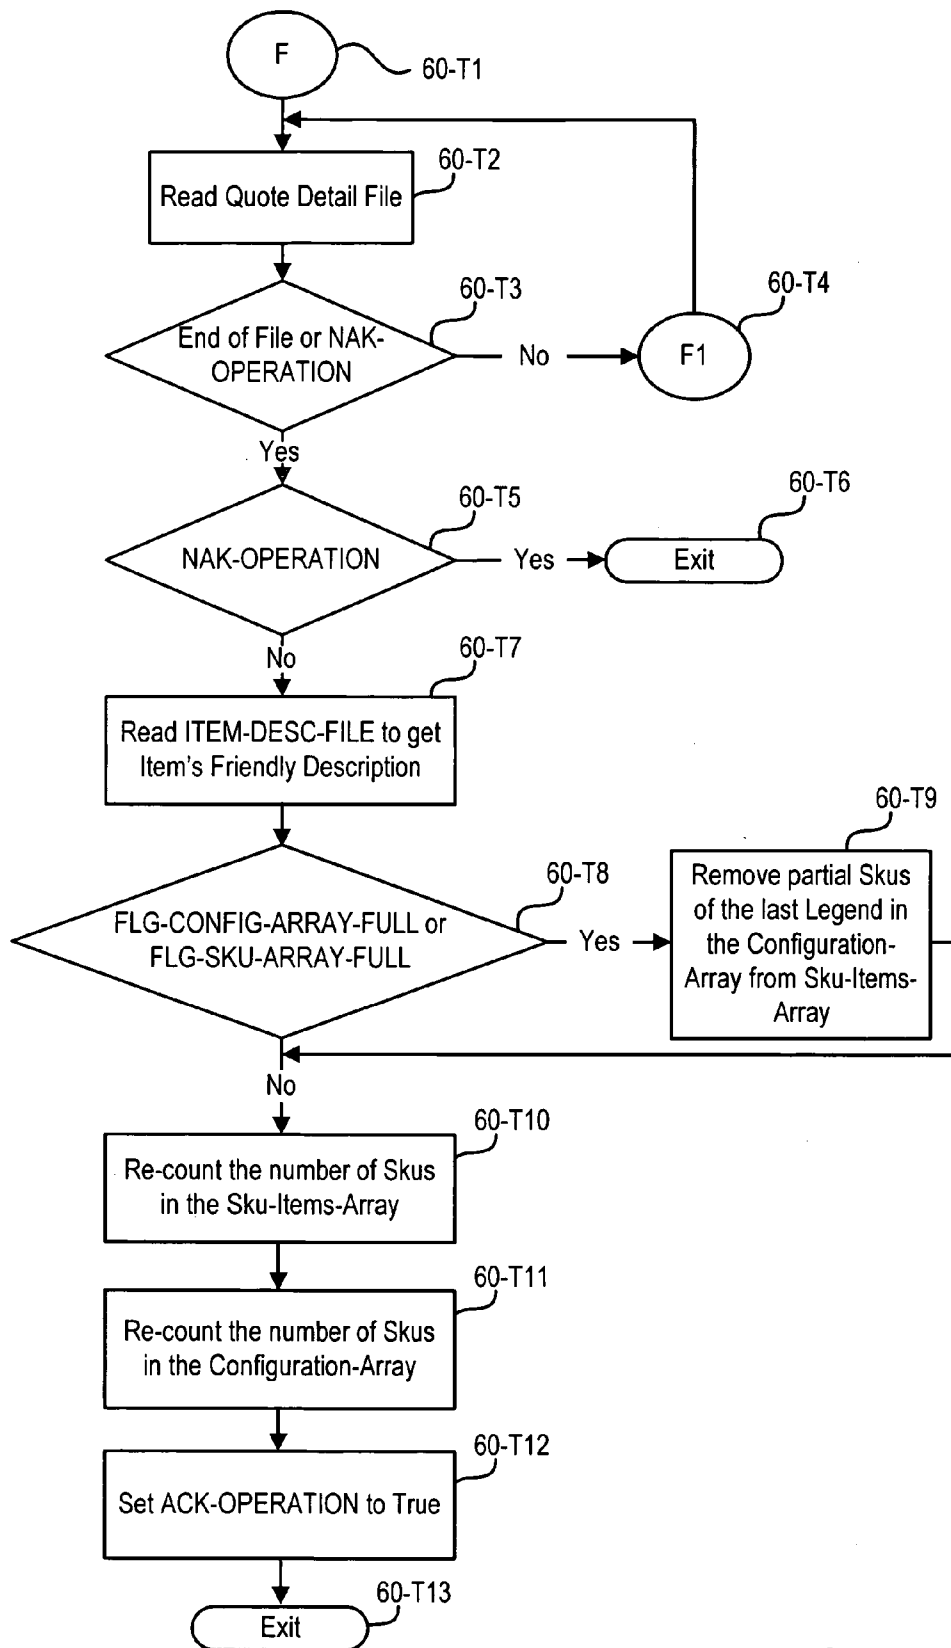 F
60-T1
60-T2
Read Quote Detail File
60-T3
60-T4
End of File or NAK-
OPERATION
No
F1
Yes
60-T5
60-T6
NAK-OPERATION
Yes
Exit
No
60-T7
Read ITEM-DESC-FILE to get
Item's Friendly Description
60-T9
60-T8
FLG-CONFIG-ARRAY-FULL or
FLG-SKU-ARRAY-FULL
Yes
Remove partial Skus
of the last Legend in
the Configuration-
Array from Sku-Items-
Array
No
60-T10
Re-count the number of Skus
in the Sku-Items-Array
60-T11
Re-count the number of Skus
in the Configuration-Array
60-T12
Set ACK-OPERATION to True
60-T13
Exit